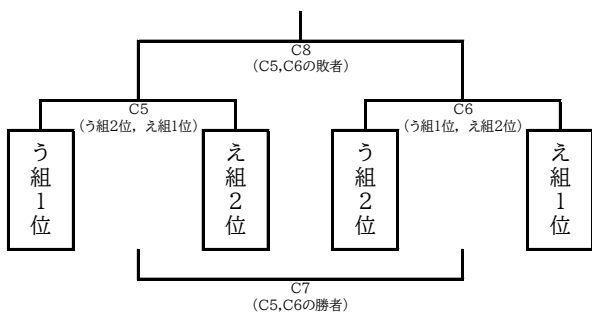 C8
(C5,C6の敗者)
C5
(う組2位，え組1位)
C6
(う組1位，え組2位)
う組1位
え組2位
う組2位
え組1位
C7
(C5,C6の勝者)